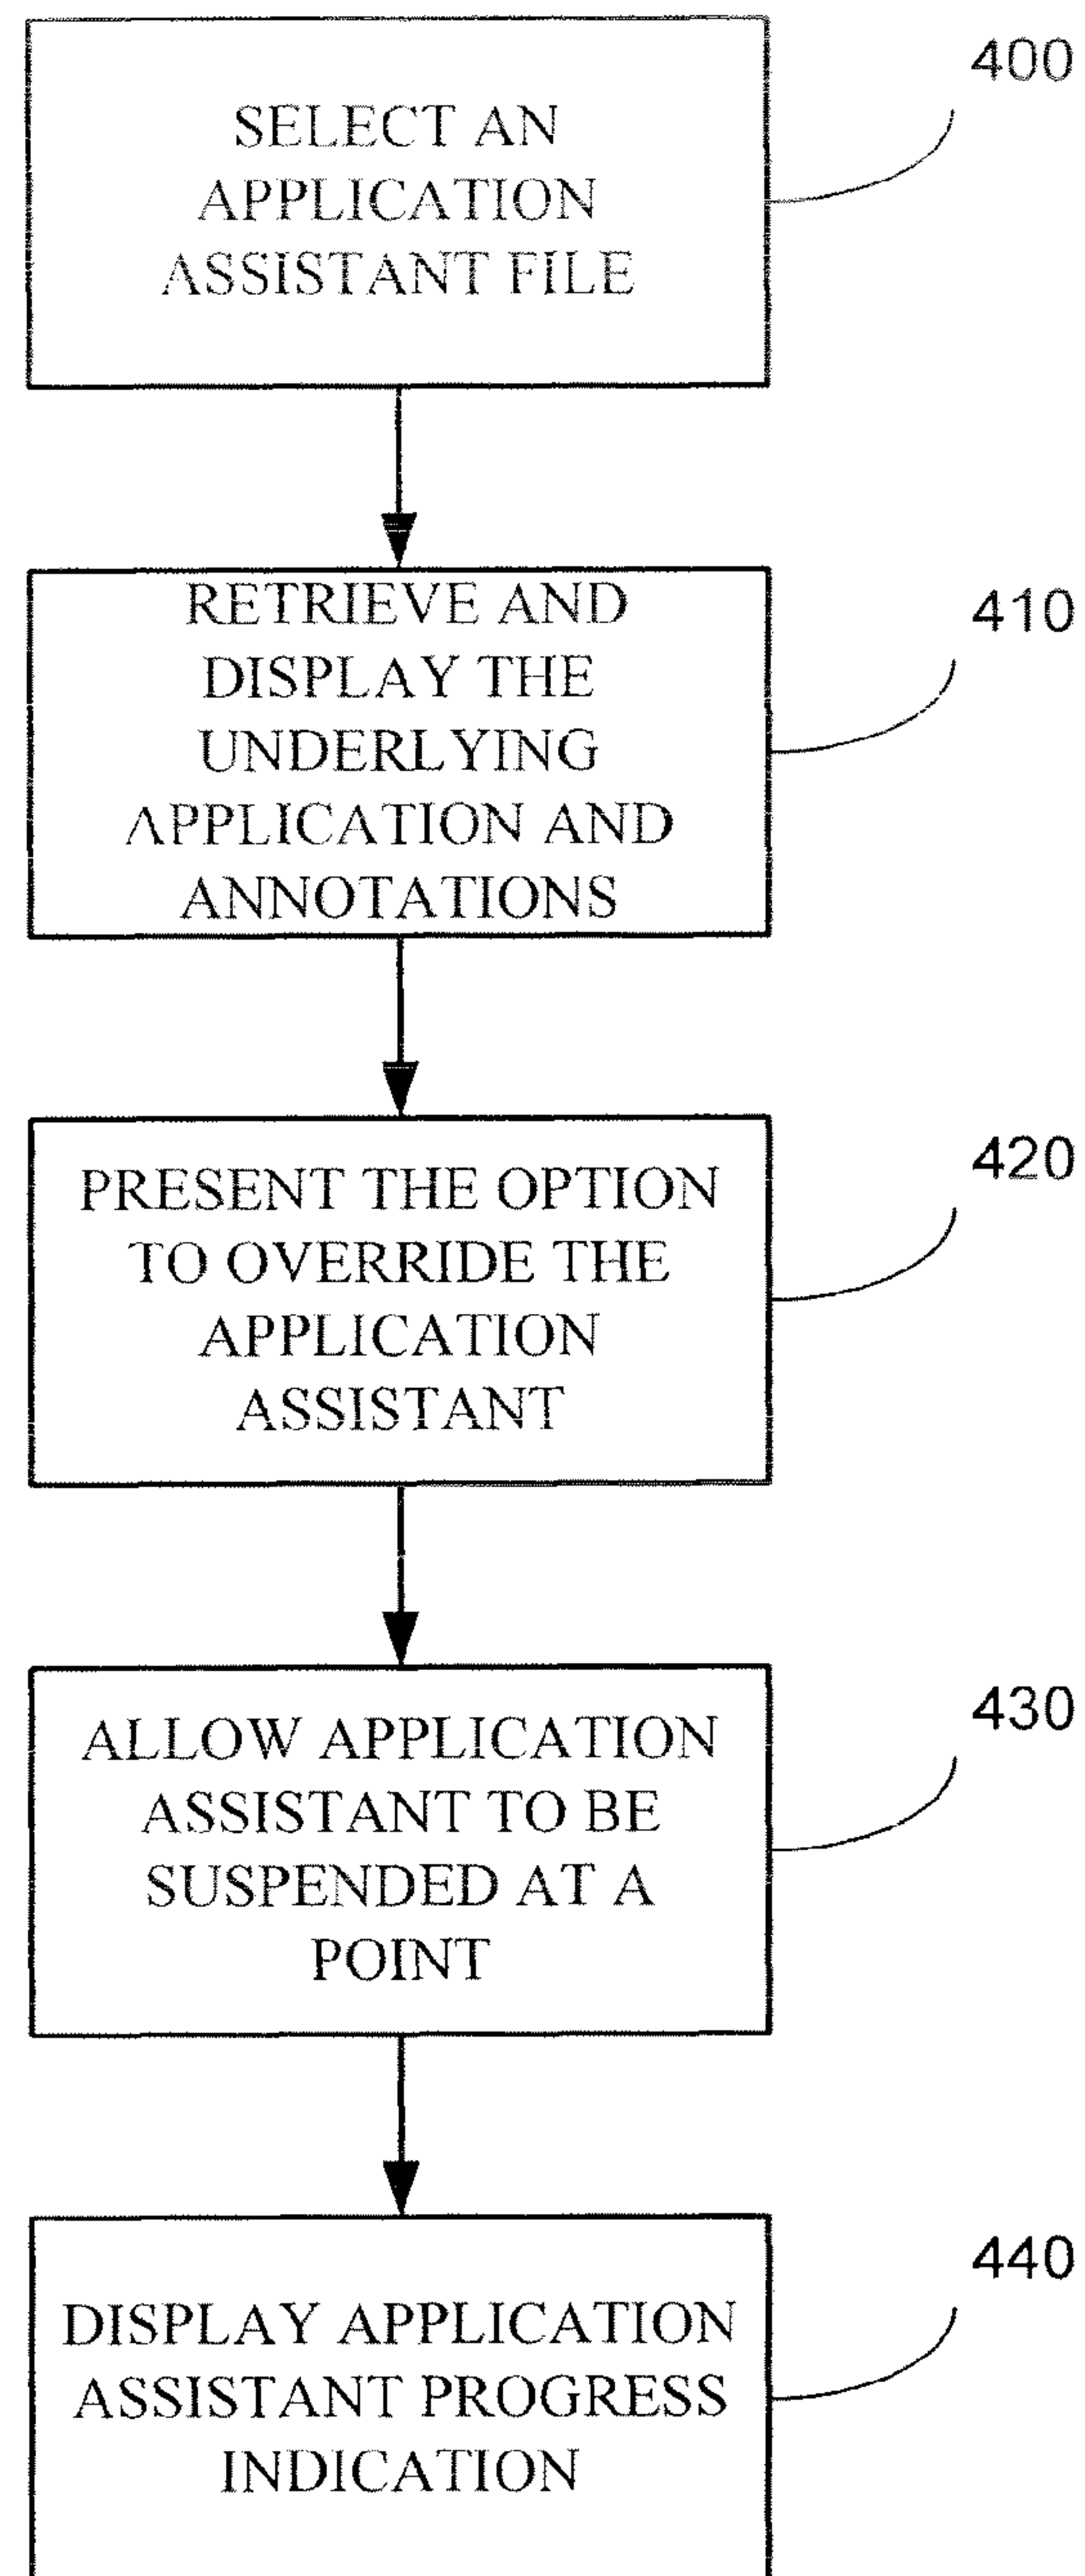 400
SELECT AN
APPLICATION
ASSISTANT FILE
410
RETRIEVE AND
DISPLAY THE
UNDERLYING
APPLICATION AND
ANNOTATIONS
420
PRESENT THE OPTION
TO OVERRIDE THE
APPLICATION
ASSISTANT
430
ALLOW APPLICATION
ASSISTANT TO BE
SUSPENDED AT A
POINT
440
DISPLAY APPLICATION
ASSISTANT PROGRESS
INDICATION